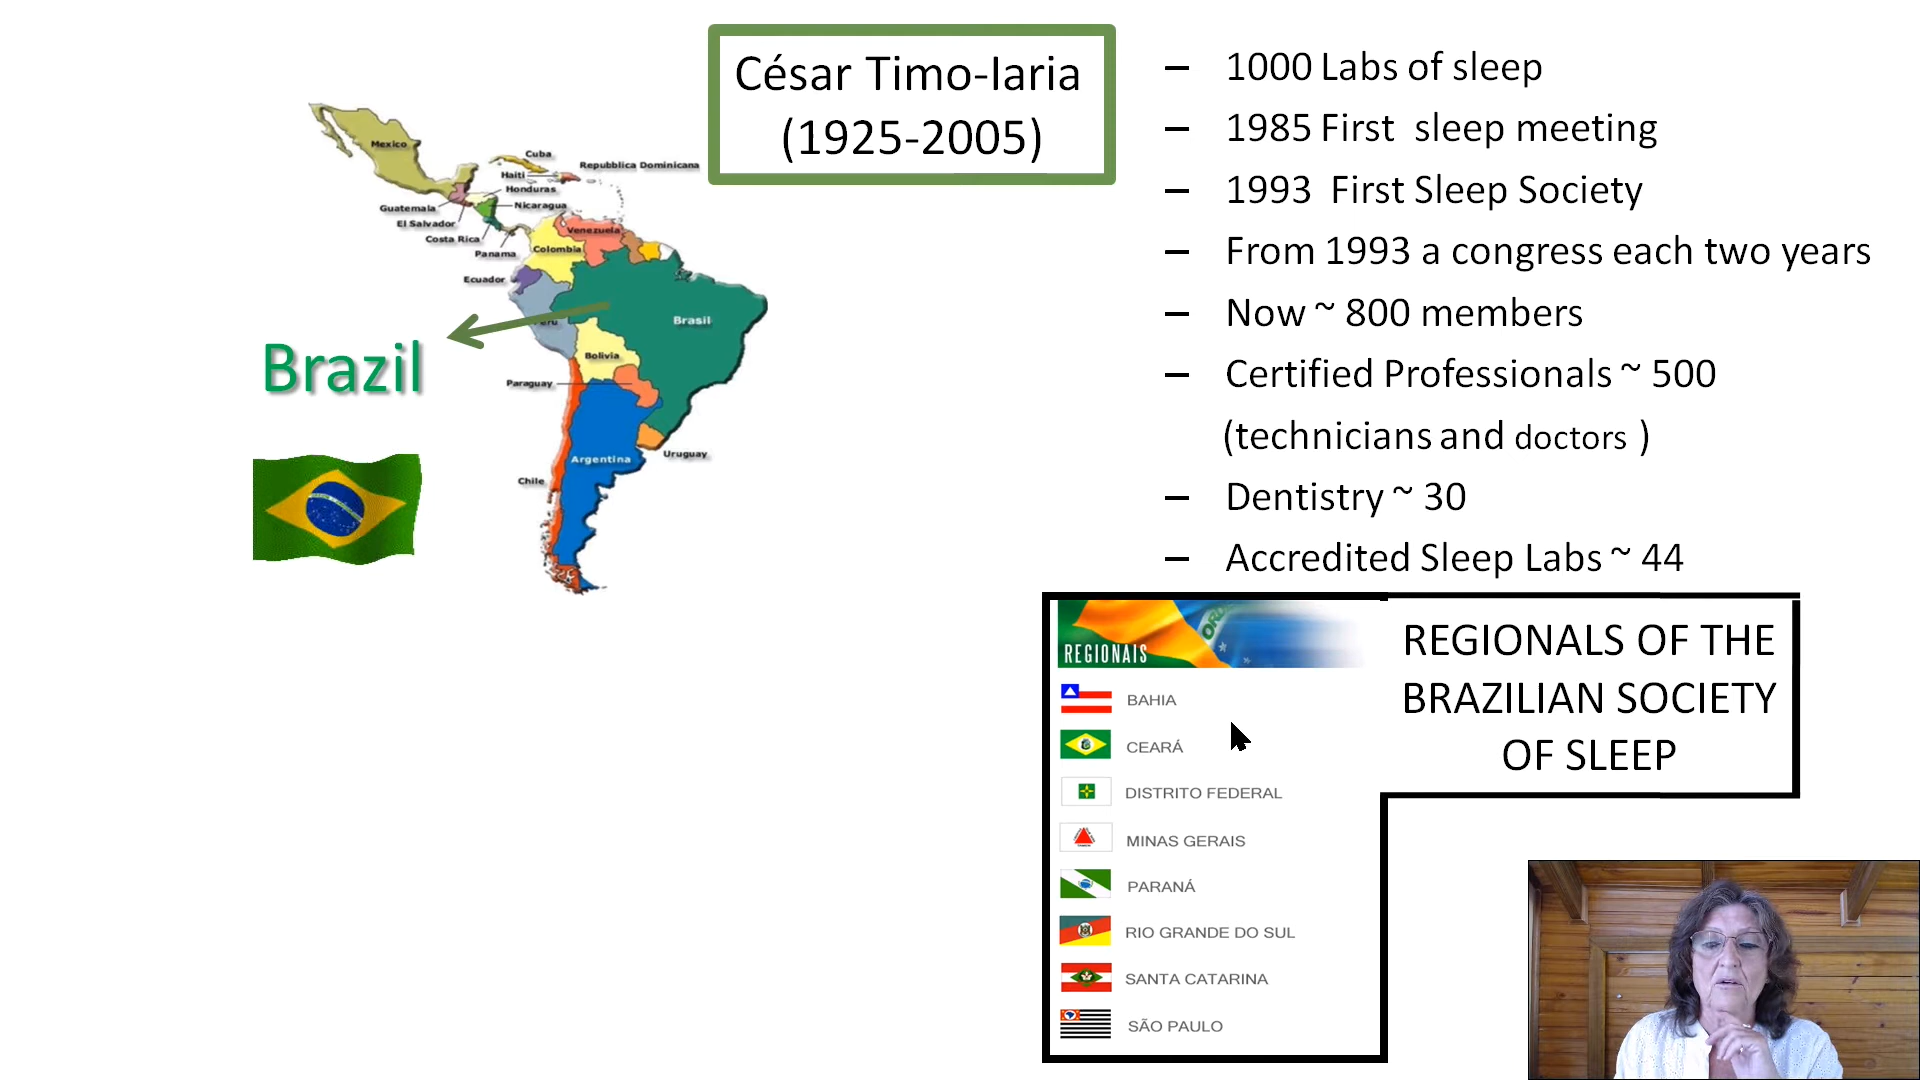 César Timo-Iaria
(1925-2005)
– 1000 Labs of sleep
– 1985 First sleep meeting
– 1993 First Sleep Society
– From 1993 a congress each two years
– Now ~ 800 members
– Certified Professionals ~ 500
(technicians and doctors )
– Dentistry ~ 30
– Accredited Sleep Labs ~ 44
Mexico
Cuba
Repubblica Dominicana
Haiti
Honduras
Guatemala
Nicaragua
El Salvador
Costa Rica
Panama
Venezuela
Colombia
Ecuador
Peru
Brasil
Bolivia
Paraguay
Uruguay
Argentina
Chile
Brazil
REGIONAIS
BAHIA
CEARÁ
DISTRITO FEDERAL
MINAS GERAIS
PARANÁ
RIO GRANDE DO SUL
SANTA CATARINA
SÃO PAULO
REGIONALS OF THE
BRAZILIAN SOCIETY
OF SLEEP